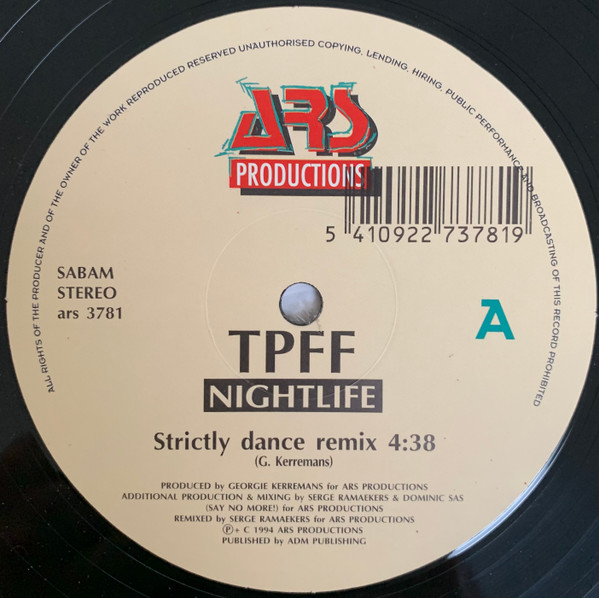 ALL RIGHTS OF THE PRODUCER AND OF THE OWNER OF THE WORK REPRODUCED RESERVED UNAUTHORISED COPYING, LENDING, HIRING, PUBLIC PERFORMANCE AND BROADCASTING OF THIS RECORD PROHIBITED
ARS
PRODUCTIONS
5 410922 737819
SABAM
STEREO
ars 3781
A
TPFF
NIGHTLIFE
Strictly dance remix 4:38
(G. Kerremans)
PRODUCED by GEORGIE KERREMANS for ARS PRODUCTIONS
ADDITIONAL PRODUCTION & MIXING by SERGE RAMAEKERS & DOMINIC SAS
(SAY NO MORE!) for ARS PRODUCTIONS
REMIXED by SERGE RAMAEKERS for ARS PRODUCTIONS
Ⓟ + C 1994 ARS PRODUCTIONS
PUBLISHED by ADM PUBLISHING